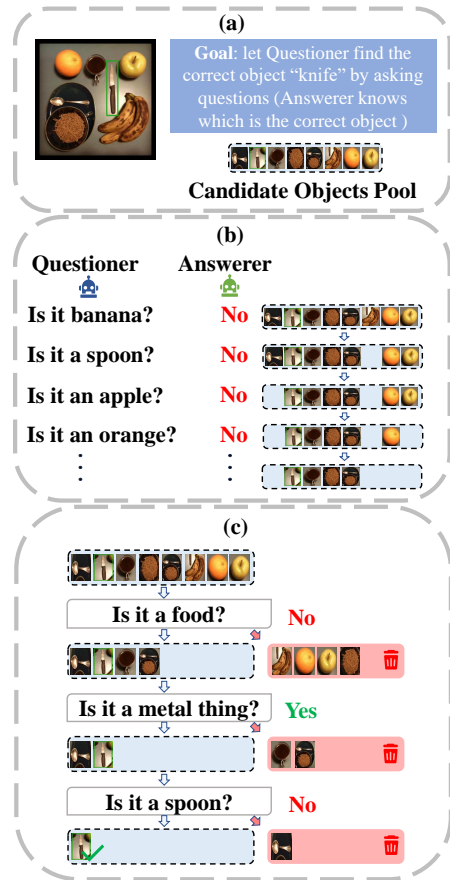 (a)
Goal: let Questioner find the
correct object “knife” by asking
questions (Answerer knows
which is the correct object )
Candidate Objects Pool
(b)
Questioner Answerer
Is it banana? No
Is it a spoon? No
Is it an apple? No
Is it an orange? No
(c)
Is it a food? No
Is it a metal thing? Yes
Is it a spoon? No